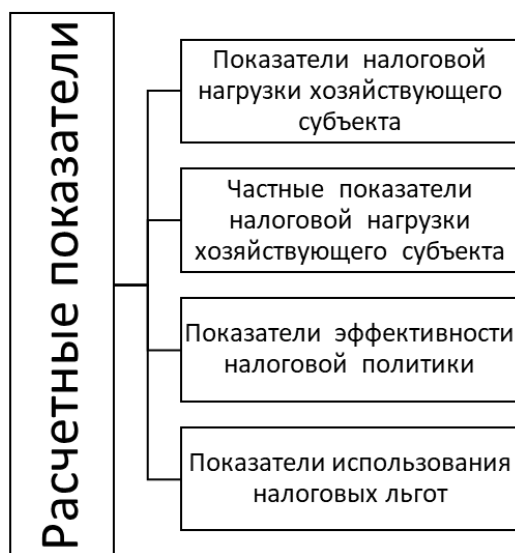 Расчетные показатели
Показатели налоговой
нагрузки хозяйствующего
субъекта
Частные показатели
налоговой нагрузки
хозяйствующего субъекта
Показатели эффективности
налоговой политики
Показатели использования
налоговых льгот